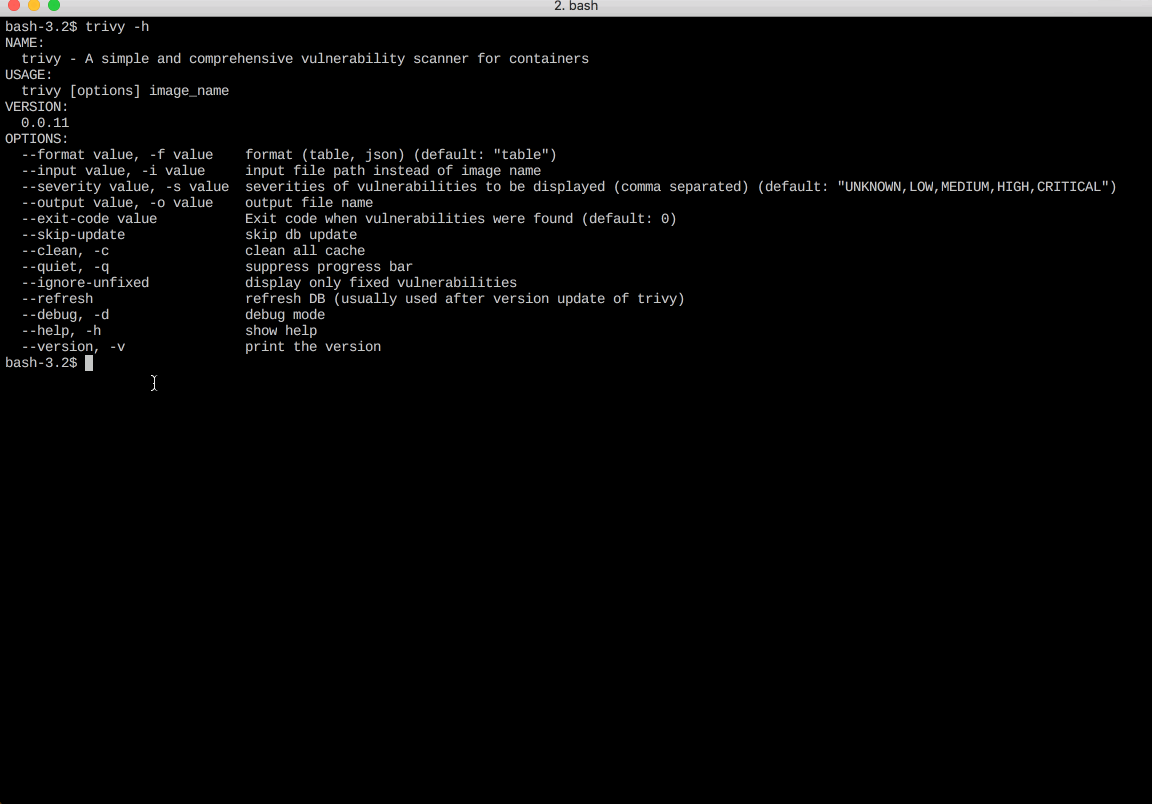 2. bash
bash-3.2$ trivy -h
NAME:
  trivy - A simple and comprehensive vulnerability scanner for containers
USAGE:
  trivy [options] image_name
VERSION:
  0.0.11
OPTIONS:
  --format value, -f value    format (table, json) (default: "table")
  --input value, -i value     input file path instead of image name
  --severity value, -s value  severities of vulnerabilities to be displayed (comma separated) (default: "UNKNOWN,LOW,MEDIUM,HIGH,CRITICAL")
  --output value, -o value    output file name
  --exit-code value           Exit code when vulnerabilities were found (default: 0)
  --skip-update               skip db update
  --clean, -c                 clean all cache
  --quiet, -q                 suppress progress bar
  --ignore-unfixed            display only fixed vulnerabilities
  --refresh                   refresh DB (usually used after version update of trivy)
  --debug, -d                 debug mode
  --help, -h                  show help
  --version, -v               print the version
bash-3.2$